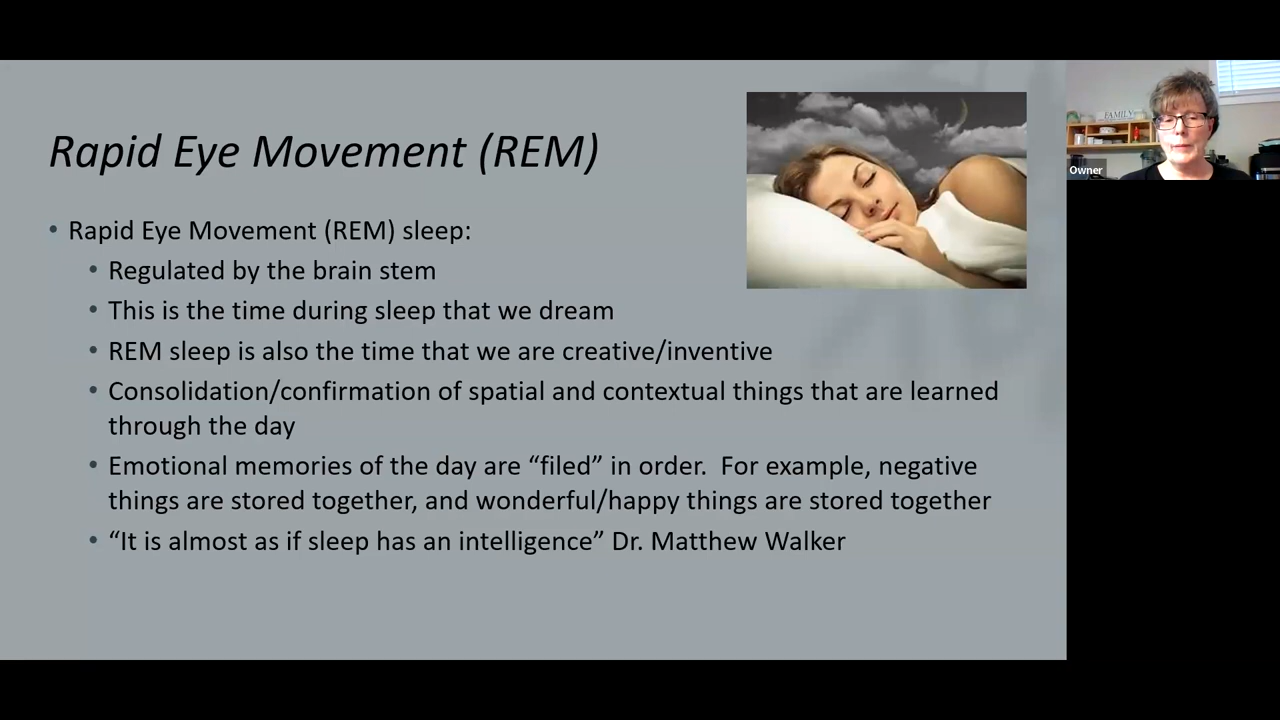 Rapid Eye Movement (REM)
• Rapid Eye Movement (REM) sleep:
• Regulated by the brain stem
• This is the time during sleep that we dream
• REM sleep is also the time that we are creative/inventive
• Consolidation/confirmation of spatial and contextual things that are learned
through the day
• Emotional memories of the day are “filed” in order.  For example, negative
things are stored together, and wonderful/happy things are stored together
• “It is almost as if sleep has an intelligence” Dr. Matthew Walker
FAMILY
Owner